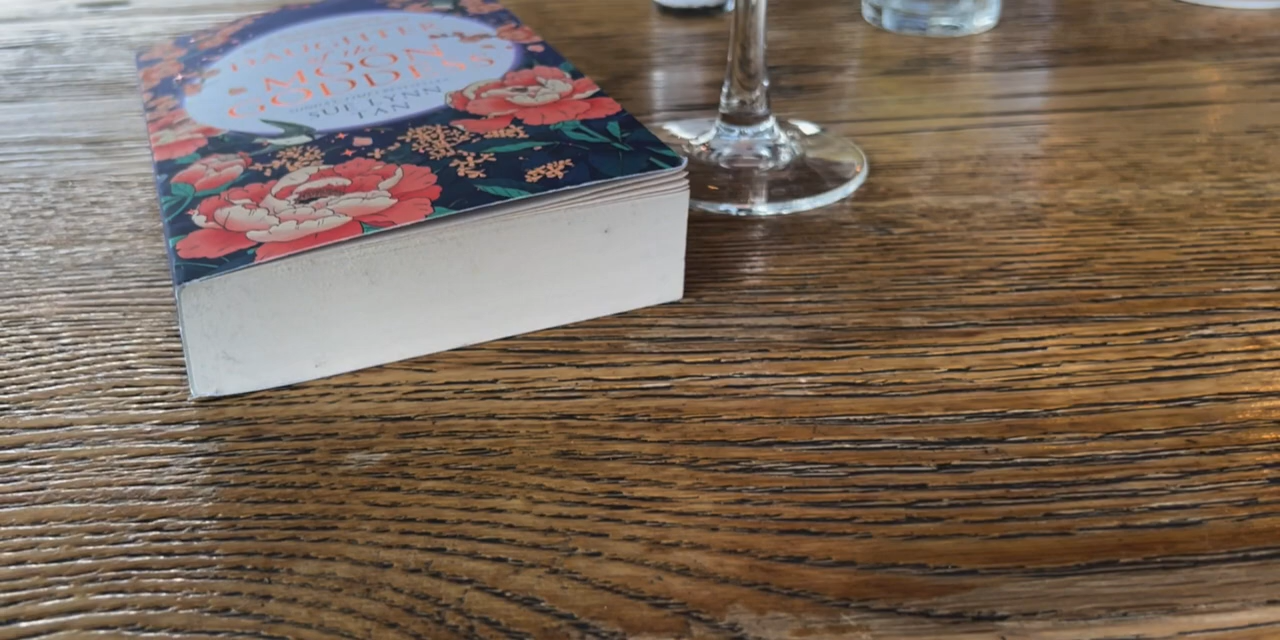 DAUGHTER
of the
MOON
GODDESS
SUE LYNN
TAN